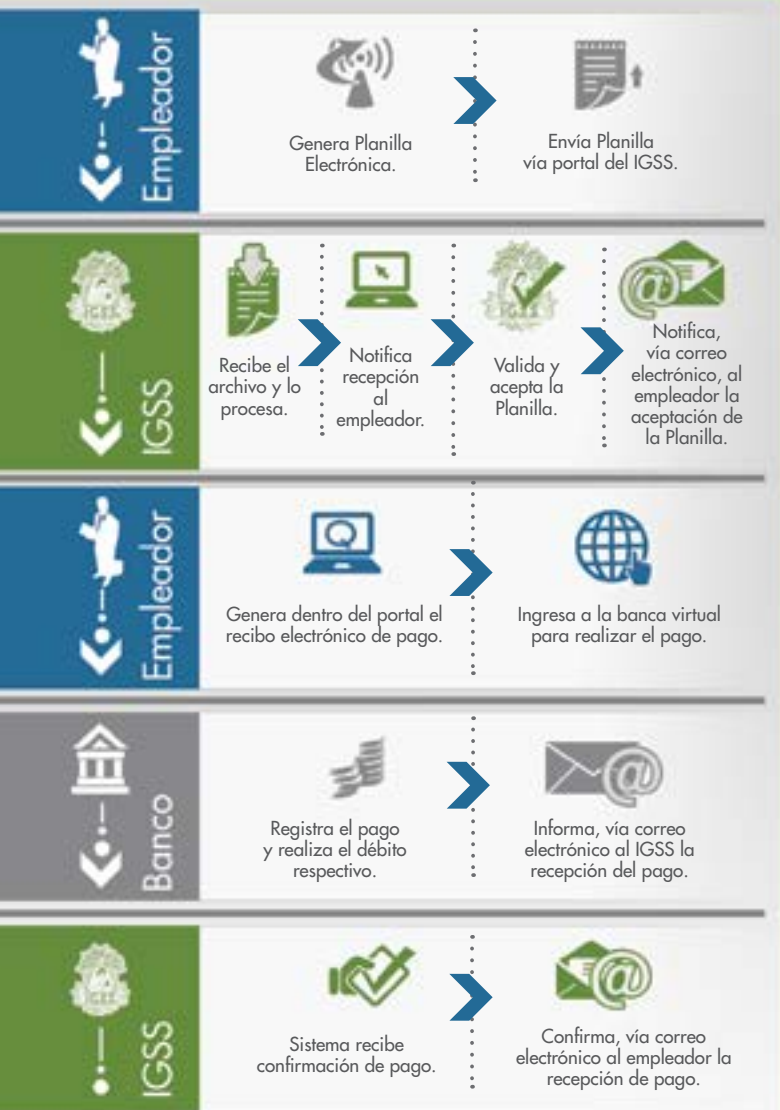 Empleador
Genera Planilla
Electrónica.
Envía Planilla
vía portal del IGSS.
IGSS
Recibe el
archivo y lo
procesa.
Notifica
recepción
al
empleador.
IGSS
Valida y
acepta la
Planilla.
Notifica,
vía correo
electrónico, al
empleador la
aceptación de
la Planilla.
Empleador
Genera dentro del portal el
recibo electrónico de pago.
Ingresa a la banca virtual
para realizar el pago.
Banco
Registra el pago
y realiza el débito
respectivo.
Informa, vía correo
electrónico al IGSS la
recepción del pago.
IGSS
Sistema recibe
confirmación de pago.
Confirma, vía correo
electrónico al empleador la
recepción de pago.